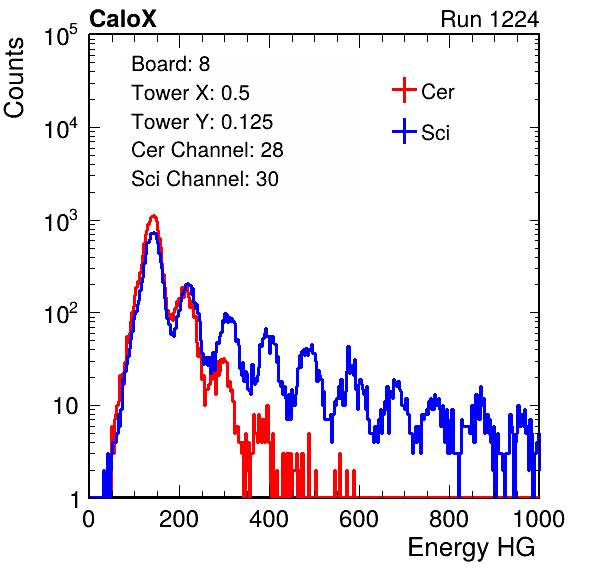 CaloX Run 1224
Counts
Board: 8
Tower X: 0.5
Tower Y: 0.125
Cer Channel: 28
Sci Channel: 30
Cer
Sci
10^5
10^4
10^3
10^2
10
1
0 200 400 600 800 1000
Energy HG